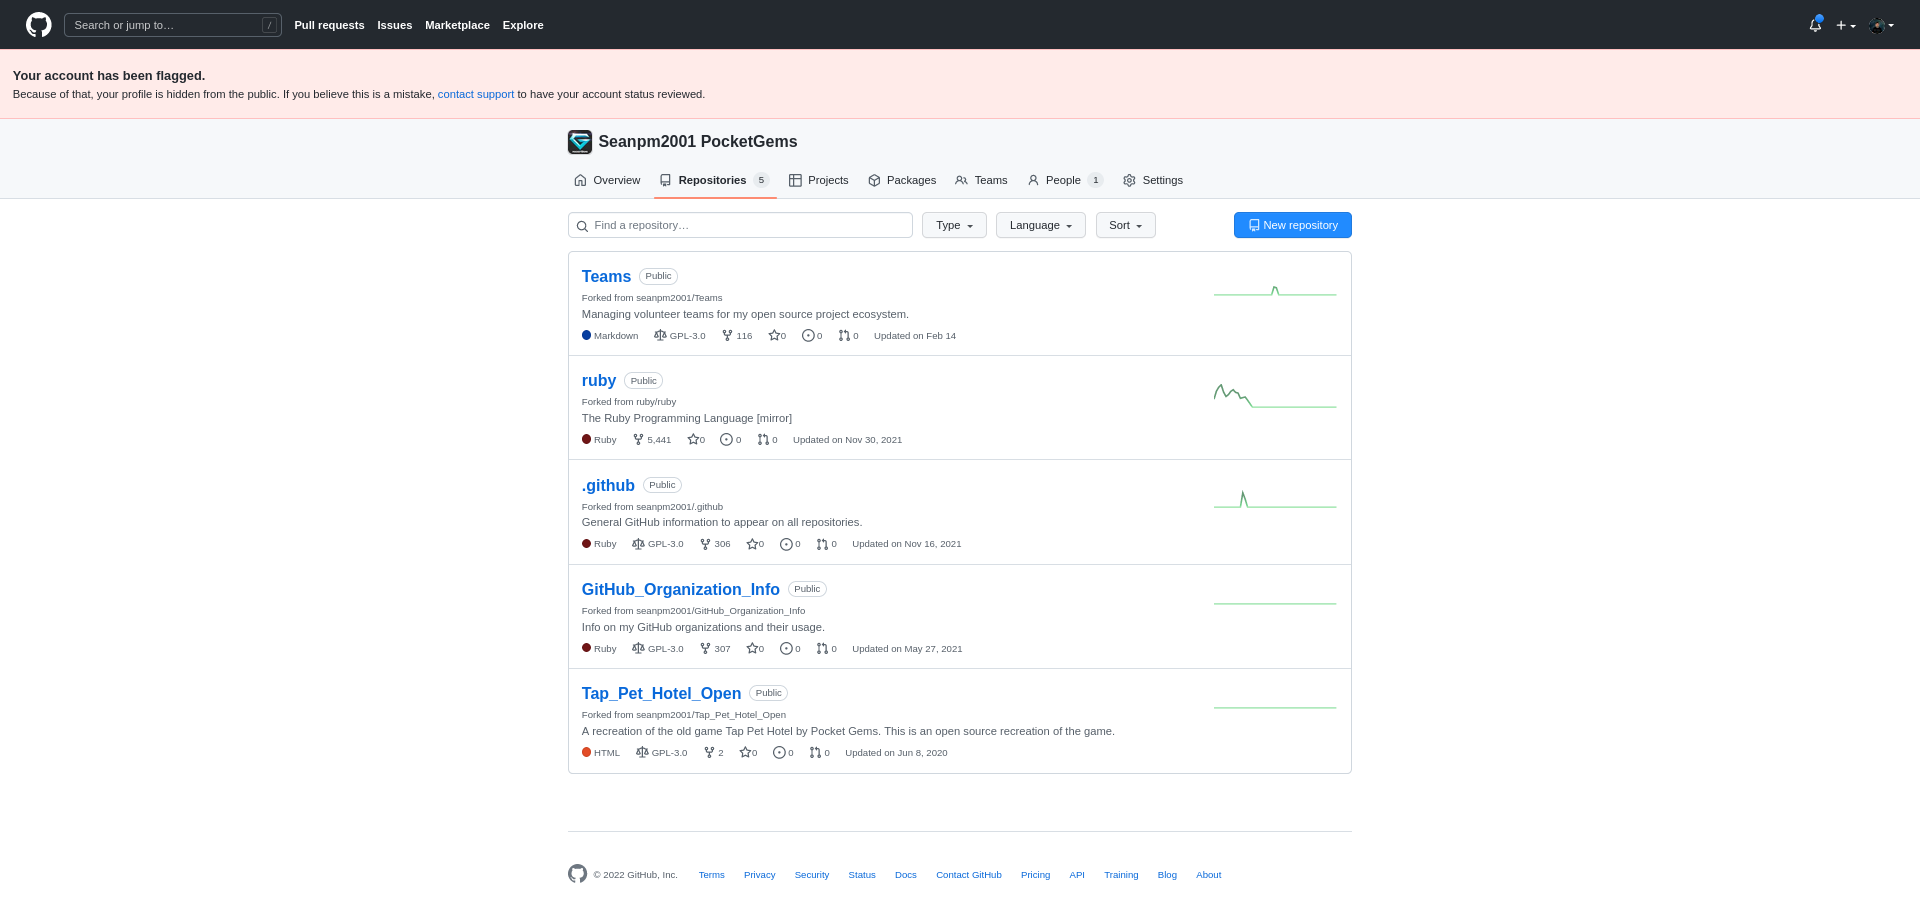 Search or jump to… /
Pull requests Issues Marketplace Explore
Your account has been flagged.
Because of that, your profile is hidden from the public. If you believe this is a mistake, contact support to have your account status reviewed.
Seanpm2001 PocketGems
Overview Repositories 5 Projects Packages Teams People 1 Settings
Find a repository… Type Language Sort New repository
Teams Public
Forked from seanpm2001/Teams
Managing volunteer teams for my open source project ecosystem.
Markdown GPL-3.0 116 0 0 0 Updated on Feb 14
ruby Public
Forked from ruby/ruby
The Ruby Programming Language [mirror]
Ruby 5,441 0 0 0 Updated on Nov 30, 2021
.github Public
Forked from seanpm2001/.github
General GitHub information to appear on all repositories.
Ruby GPL-3.0 306 0 0 0 Updated on Nov 16, 2021
GitHub_Organization_Info Public
Forked from seanpm2001/GitHub_Organization_Info
Info on my GitHub organizations and their usage.
Ruby GPL-3.0 307 0 0 0 Updated on May 27, 2021
Tap_Pet_Hotel_Open Public
Forked from seanpm2001/Tap_Pet_Hotel_Open
A recreation of the old game Tap Pet Hotel by Pocket Gems. This is an open source recreation of the game.
HTML GPL-3.0 2 0 0 0 Updated on Jun 8, 2020
© 2022 GitHub, Inc. Terms Privacy Security Status Docs Contact GitHub Pricing API Training Blog About